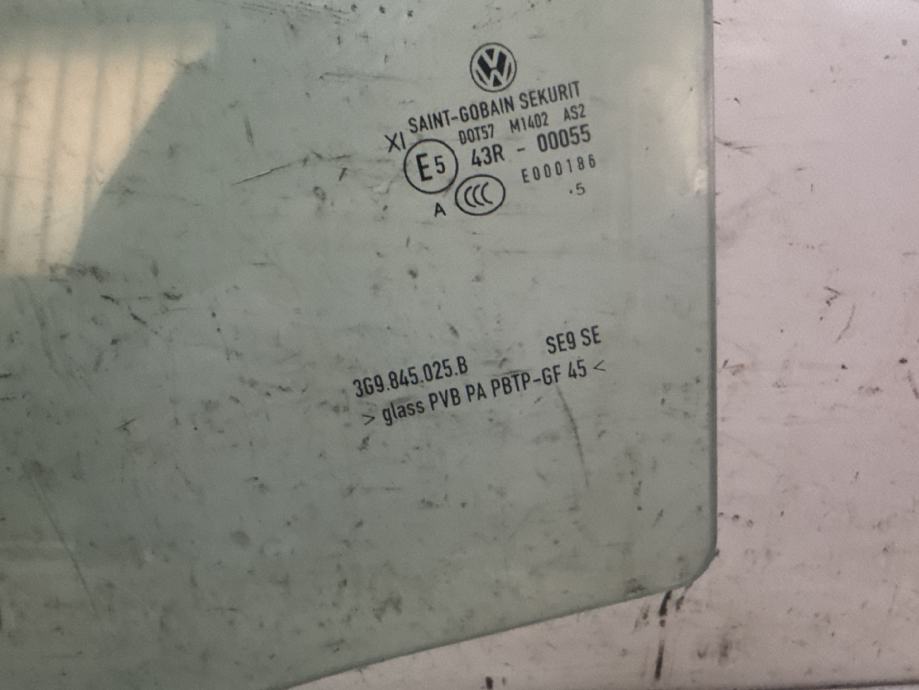 SAINT-GOBAIN SEKURIT
XI DOT57 M1402 AS2
E5 43R - 00055
E000186
A CCC .5
3G9.845.025.B SE9 SE
> glass PVB PA PBTP-GF 45 <